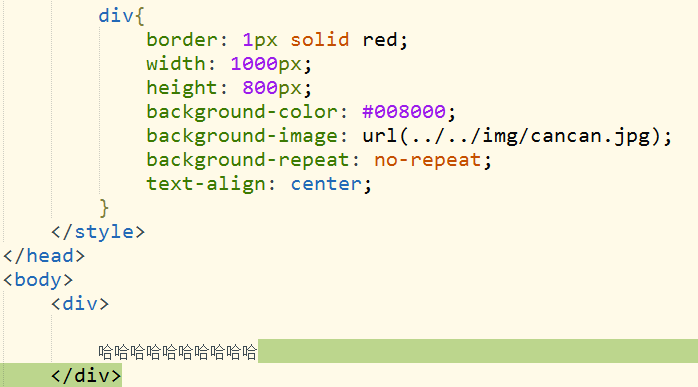 div{
border: 1px solid red;
width: 1000px;
height: 800px;
background-color: #008000;
background-image: url(../../img/cancan.jpg);
background-repeat: no-repeat;
text-align: center;
}
</style>
</head>
<body>
<div>
哈哈哈哈哈哈哈哈哈哈
</div>